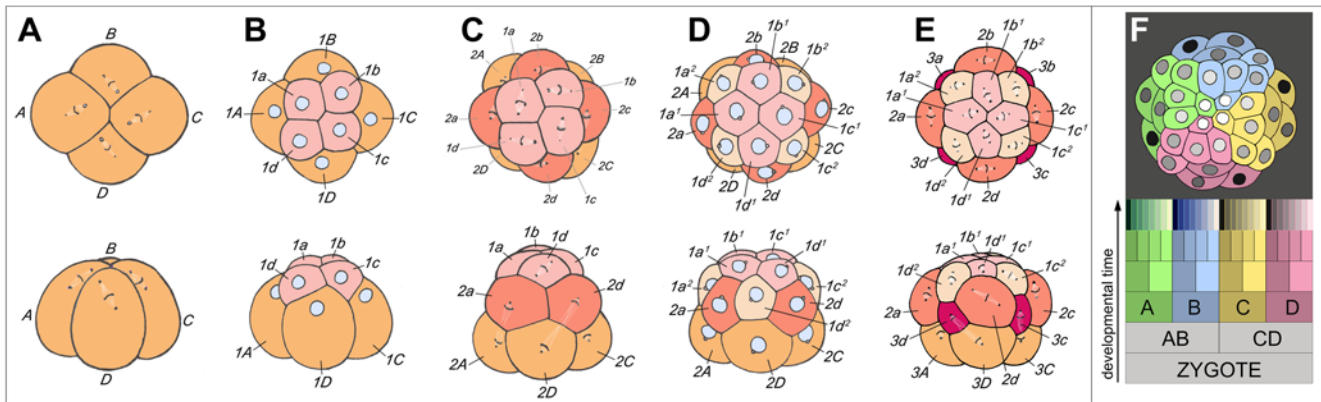 A
B
A
C
D
B
A
C
D
B
1B
1a
1b
1A
1C
1d
1c
1D
1a
1b
1d
1c
1A
1C
1D
C
1a
2b
2A
2B
1b
2a
2c
1d
2D
2C
2d
1c
1b
1d
1a
1c
2a
2d
2A
2C
2D
D
1b¹
2b
2B
1b²
1a²
2A
1a¹
2c
2a
1c¹
2C
1c²
1d²
2D
2d
1d¹
1b¹
1c¹
1a¹
1d¹
1a²
1c²
2a
2d
1d²
2C
2A
2D
E
1b¹
2b
1b²
3a
3b
1a²
1a¹
2a
2c
1c¹
1c²
3d
3c
1d²
1d¹
2d
1b¹
1a¹
1d¹
1c¹
1d²
1c²
2a
2c
3d
3c
3A
3D
2d
3C
F
developmental time
A B C D
AB CD
ZYGOTE